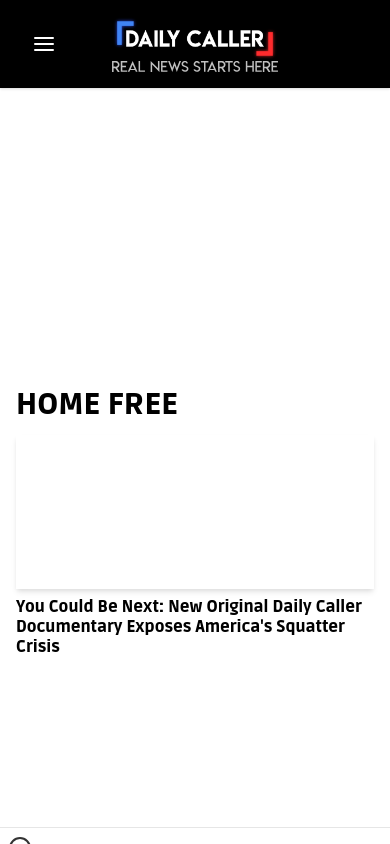 DAILY CALLER
REAL NEWS STARTS HERE
HOME FREE
You Could Be Next: New Original Daily Caller
Documentary Exposes America's Squatter
Crisis